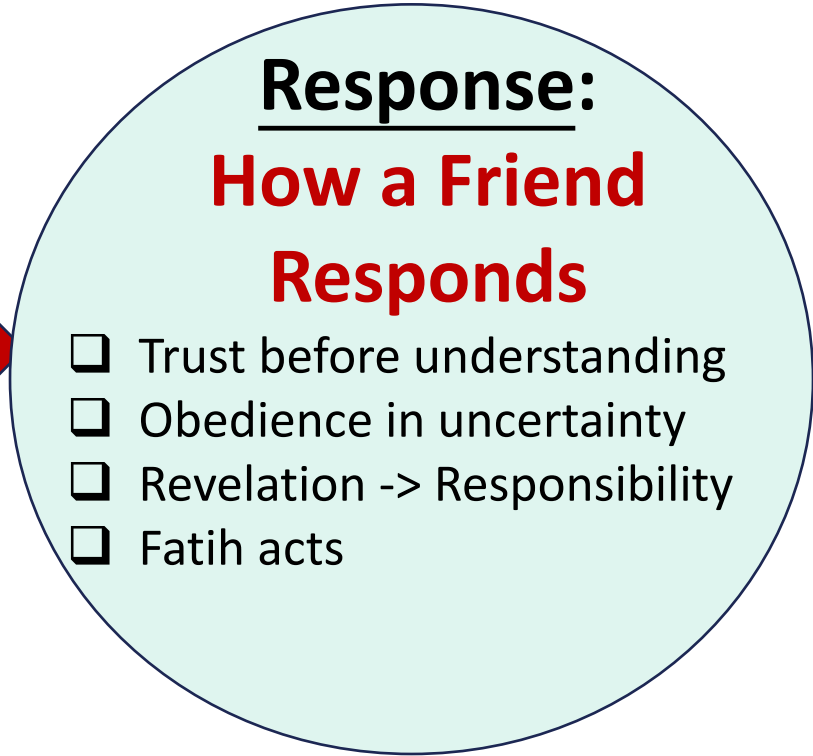 Response:
How a Friend
Responds
❑ Trust before understanding
❑ Obedience in uncertainty
❑ Revelation -> Responsibility
❑ Fatih acts